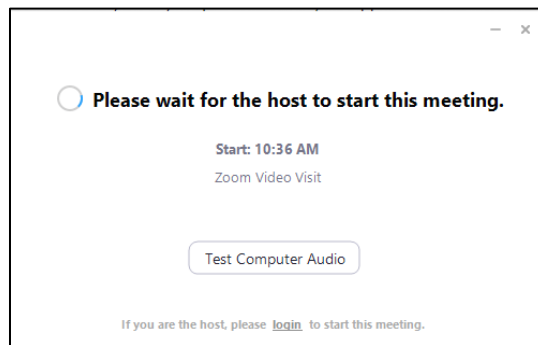 Please wait for the host to start this meeting.
Start: 10:36 AM
Zoom Video Visit
Test Computer Audio
If you are the host, please login to start this meeting.